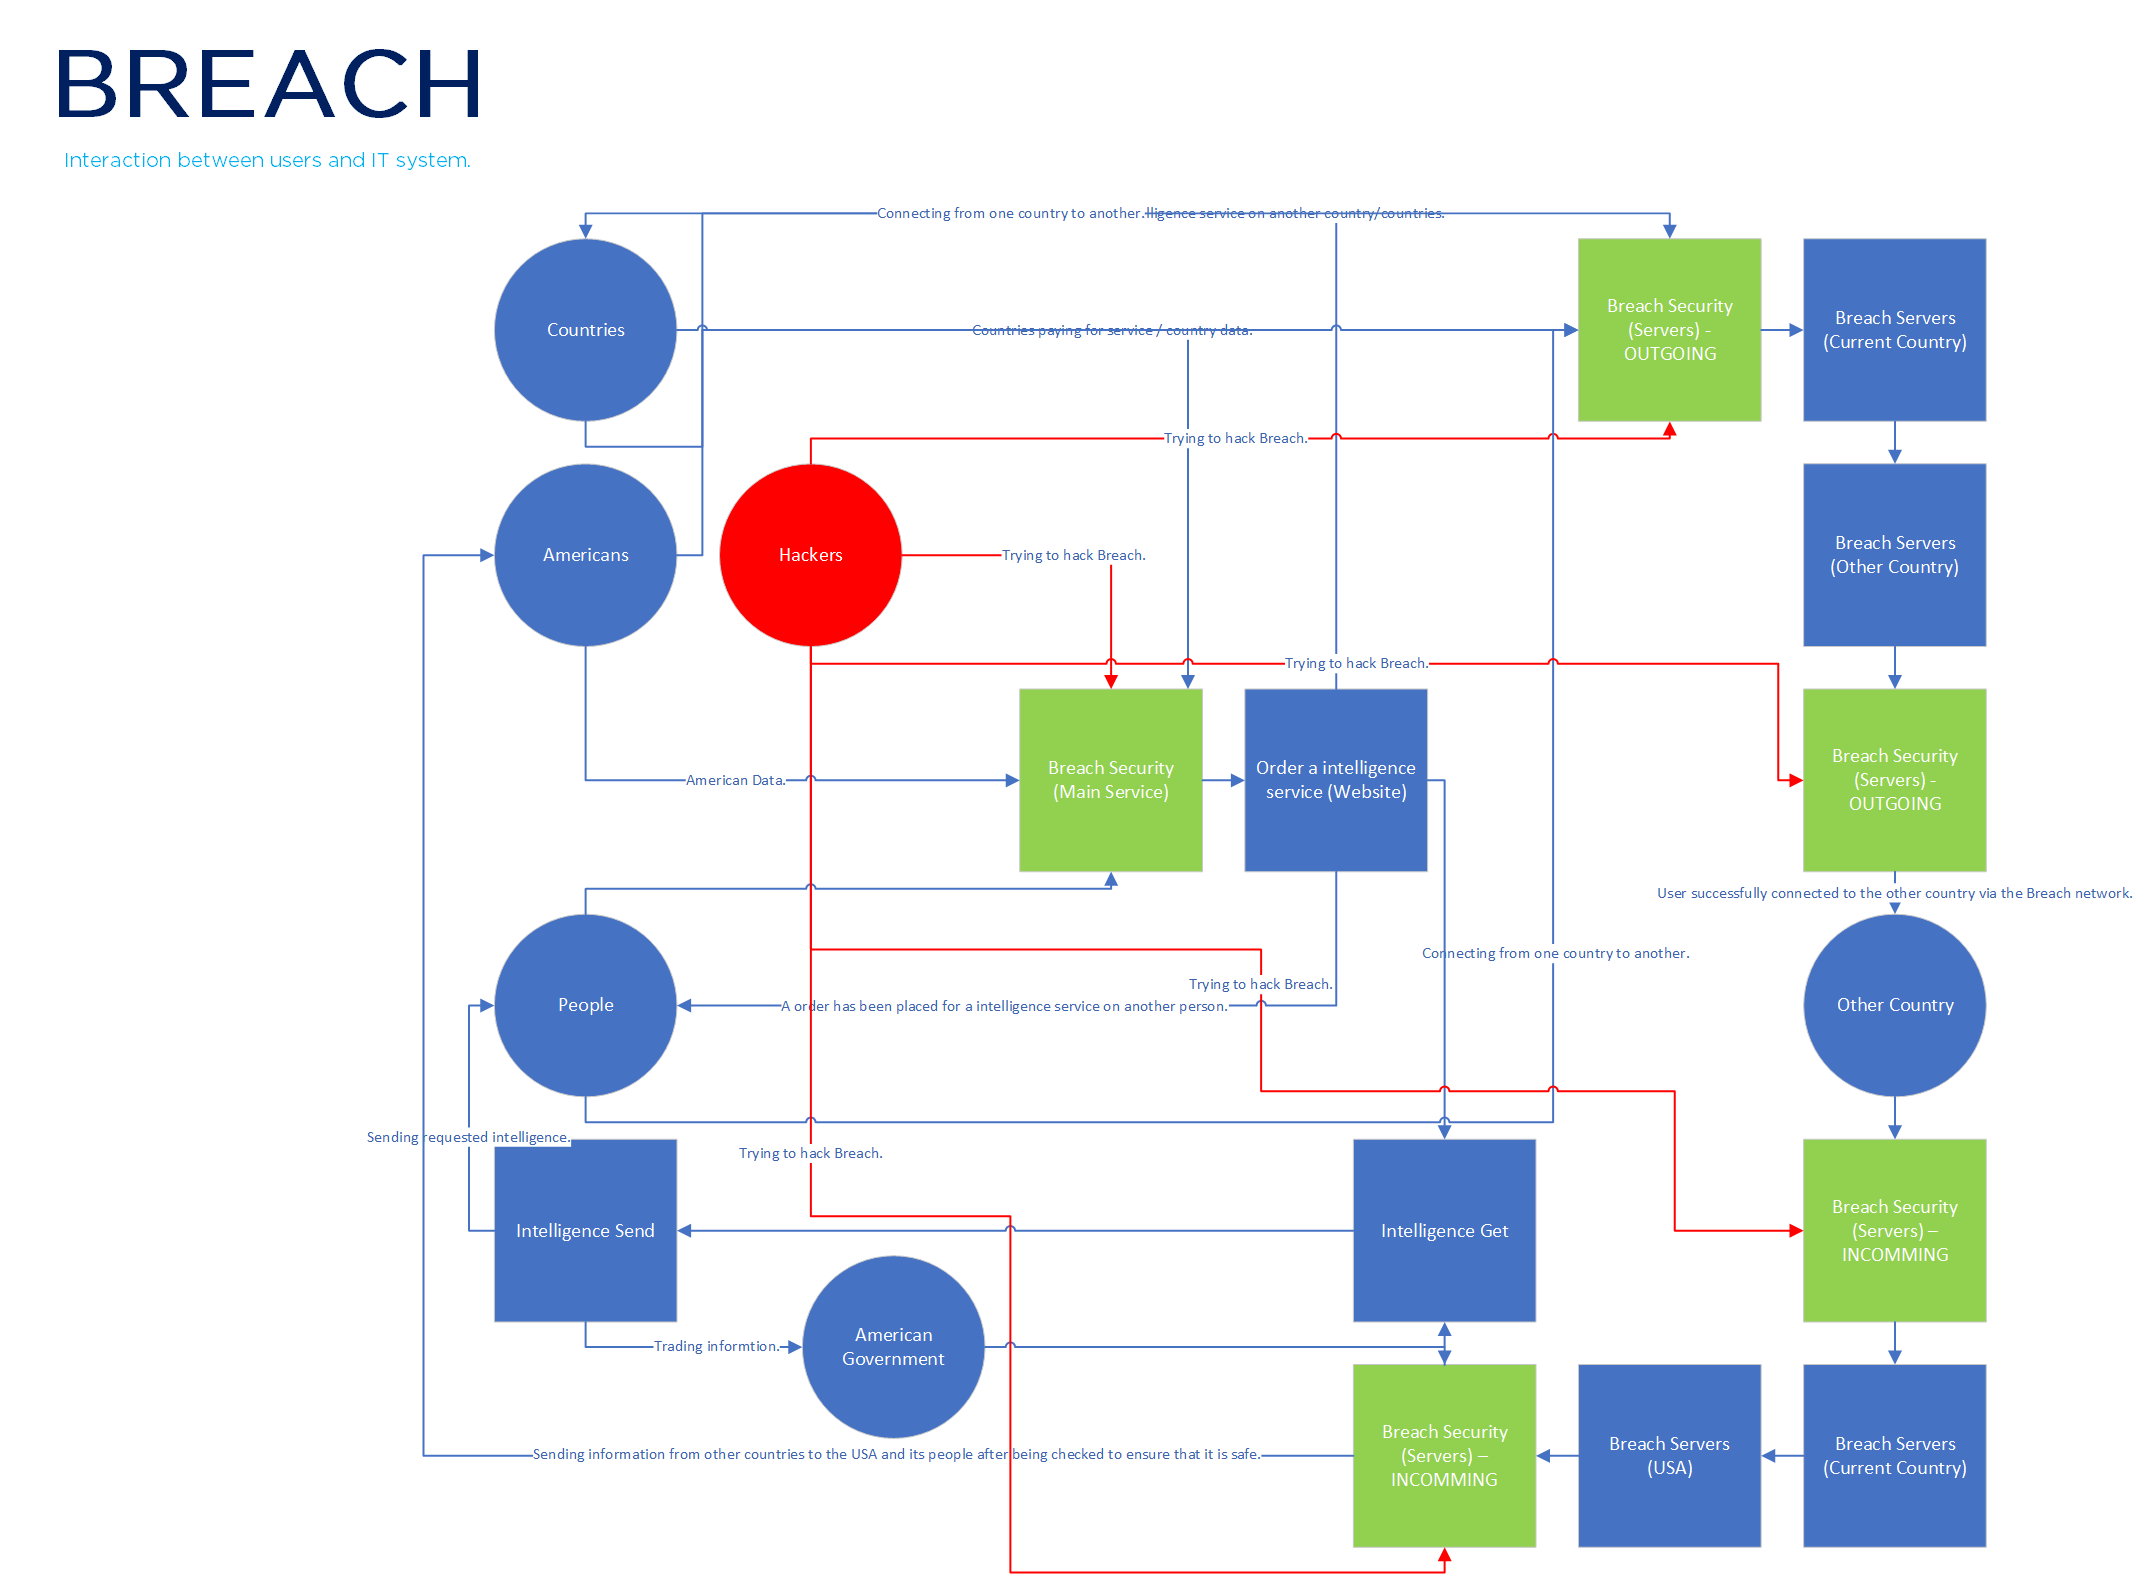 BREACH
Interaction between users and IT system.
Connecting from one country to another.lligence service on another country/countries.
Countries
Countries paying for service / country data.
Breach Security
(Servers) -
OUTGOING
Breach Servers
(Current Country)
Trying to hack Breach.
Americans
Hackers
Trying to hack Breach.
Breach Servers
(Other Country)
Trying to hack Breach.
American Data.
Breach Security
(Main Service)
Order a intelligence
service (Website)
Breach Security
(Servers) -
OUTGOING
User successfully connected to the other country via the Breach network.
Connecting from one country to another.
Trying to hack Breach.
People
A order has been placed for a intelligence service on another person.
Other Country
Sending requested intelligence.
Trying to hack Breach.
Intelligence Send
Intelligence Get
Breach Security
(Servers) –
INCOMMING
Trading informtion.
American
Government
Sending information from other countries to the USA and its people after being checked to ensure that it is safe.
Breach Security
(Servers) –
INCOMMING
Breach Servers
(USA)
Breach Servers
(Current Country)